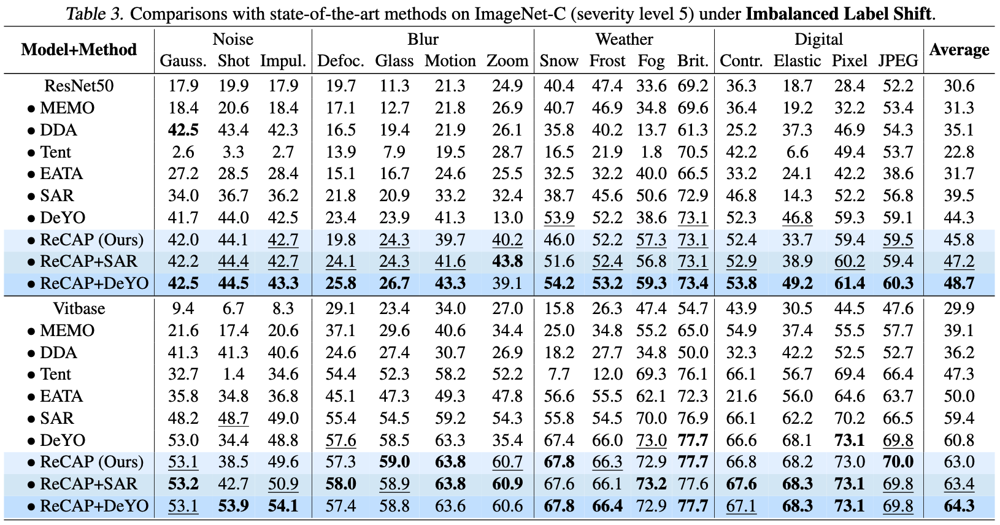 Table 3. Comparisons with state-of-the-art methods on ImageNet-C (severity level 5) under Imbalanced Label Shift.
Model+Method Noise Blur Weather Digital Average
Gauss. Shot Impul. Defoc. Glass Motion Zoom Snow Frost Fog Brit. Contr. Elastic Pixel JPEG
ResNet50 17.9 19.9 17.9 19.7 11.3 21.3 24.9 40.4 47.4 33.6 69.2 36.3 18.7 28.4 52.2 30.6
• MEMO 18.4 20.6 18.4 17.1 12.7 21.8 26.9 40.7 46.9 34.8 69.6 36.4 19.2 32.2 53.4 31.3
• DDA 42.5 43.4 42.3 16.5 19.4 21.9 26.1 35.8 40.2 13.7 61.3 25.2 37.3 46.9 54.3 35.1
• Tent 2.6 3.3 2.7 13.9 7.9 19.5 28.7 16.5 21.9 1.8 70.5 42.2 6.6 49.4 53.7 22.8
• EATA 27.2 28.5 28.4 15.1 16.7 24.6 25.5 32.5 32.2 40.0 66.5 33.2 24.1 42.2 38.6 31.7
• SAR 34.0 36.7 36.2 21.8 20.9 33.2 32.4 38.7 45.6 50.6 72.9 46.8 14.3 52.2 56.8 39.5
• DeYO 41.7 44.0 42.5 23.4 23.9 41.3 13.0 53.9 52.2 38.6 73.1 52.3 46.8 59.3 59.1 44.3
• ReCAP (Ours) 42.0 44.1 42.7 19.8 24.3 39.7 40.2 46.0 52.2 57.3 73.1 52.4 33.7 59.4 59.5 45.8
• ReCAP+SAR 42.2 44.4 42.7 24.1 24.3 41.6 43.8 51.6 52.4 56.8 73.1 52.9 38.9 60.2 59.4 47.2
• ReCAP+DeYO 42.5 44.5 43.3 25.8 26.7 43.3 39.1 54.2 53.2 59.3 73.4 53.8 49.2 61.4 60.3 48.7
Vitbase 9.4 6.7 8.3 29.1 23.4 34.0 27.0 15.8 26.3 47.4 54.7 43.9 30.5 44.5 47.6 29.9
• MEMO 21.6 17.4 20.6 37.1 29.6 40.6 34.4 25.0 34.8 55.2 65.0 54.9 37.4 55.5 57.7 39.1
• DDA 41.3 41.3 40.6 24.6 27.4 30.7 26.9 18.2 27.7 34.8 50.0 32.3 42.2 52.5 52.7 36.2
• Tent 32.7 1.4 34.6 54.4 52.3 58.2 52.2 7.7 12.0 69.3 76.1 66.1 56.7 69.4 66.4 47.3
• EATA 35.8 34.8 36.8 45.1 47.3 49.3 47.8 56.6 55.5 62.1 72.3 21.6 56.0 64.6 63.7 50.0
• SAR 48.2 48.7 49.0 55.4 54.5 59.2 54.3 55.8 54.5 70.0 76.9 66.1 62.2 70.2 66.5 59.4
• DeYO 53.0 34.4 48.8 57.6 58.5 63.3 35.4 67.4 66.0 73.0 77.7 66.6 68.1 73.1 69.8 60.8
• ReCAP (Ours) 53.1 38.5 49.6 57.3 59.0 63.8 60.7 67.8 66.3 72.9 77.7 66.8 68.2 73.0 70.0 63.0
• ReCAP+SAR 53.2 42.7 50.9 58.0 58.9 63.8 60.9 67.6 66.1 73.2 77.6 67.6 68.3 73.1 69.8 63.4
• ReCAP+DeYO 53.1 53.9 54.1 57.4 58.8 63.6 60.6 67.8 66.4 72.9 77.7 67.1 68.3 73.1 69.8 64.3